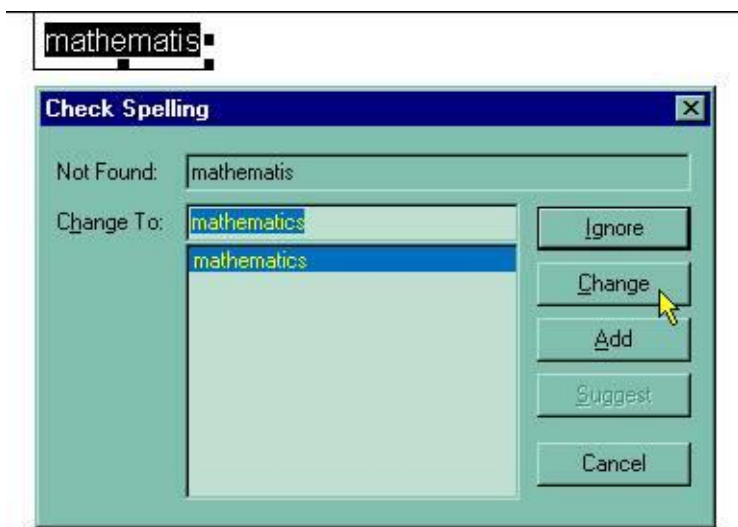 mathematis
Check Spelling
Not Found: mathematis
Change To: mathematics
mathematics
Ignore
Change
Add
Suggest
Cancel